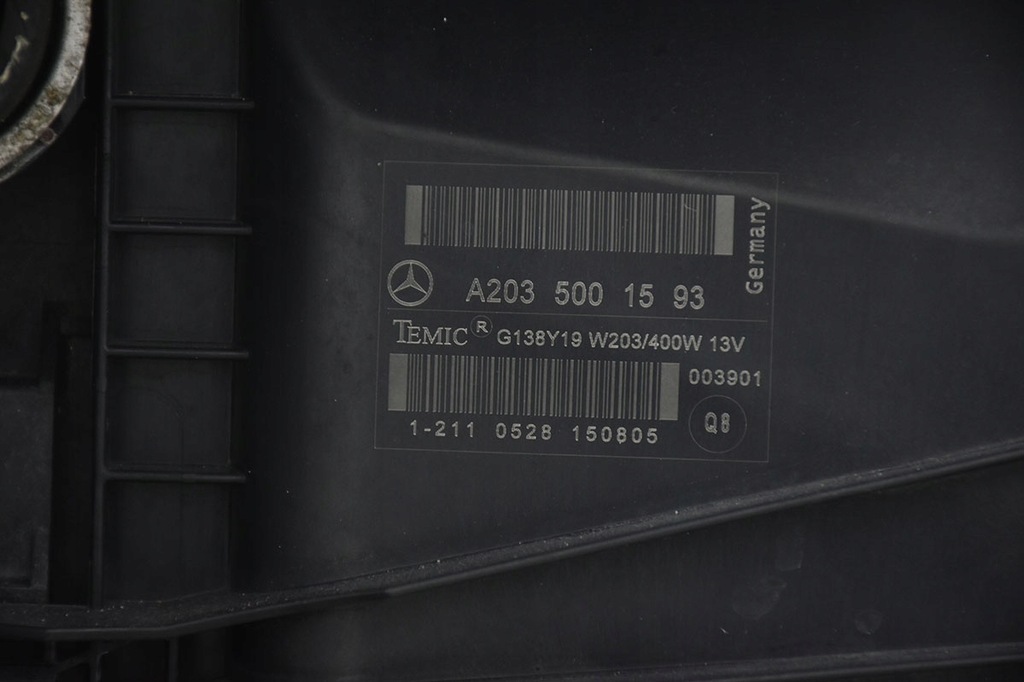 Germany
A203 500 15 93
TEMIC® G138Y19 W203/400W 13V
003901
1-211 0528 150805
Q8